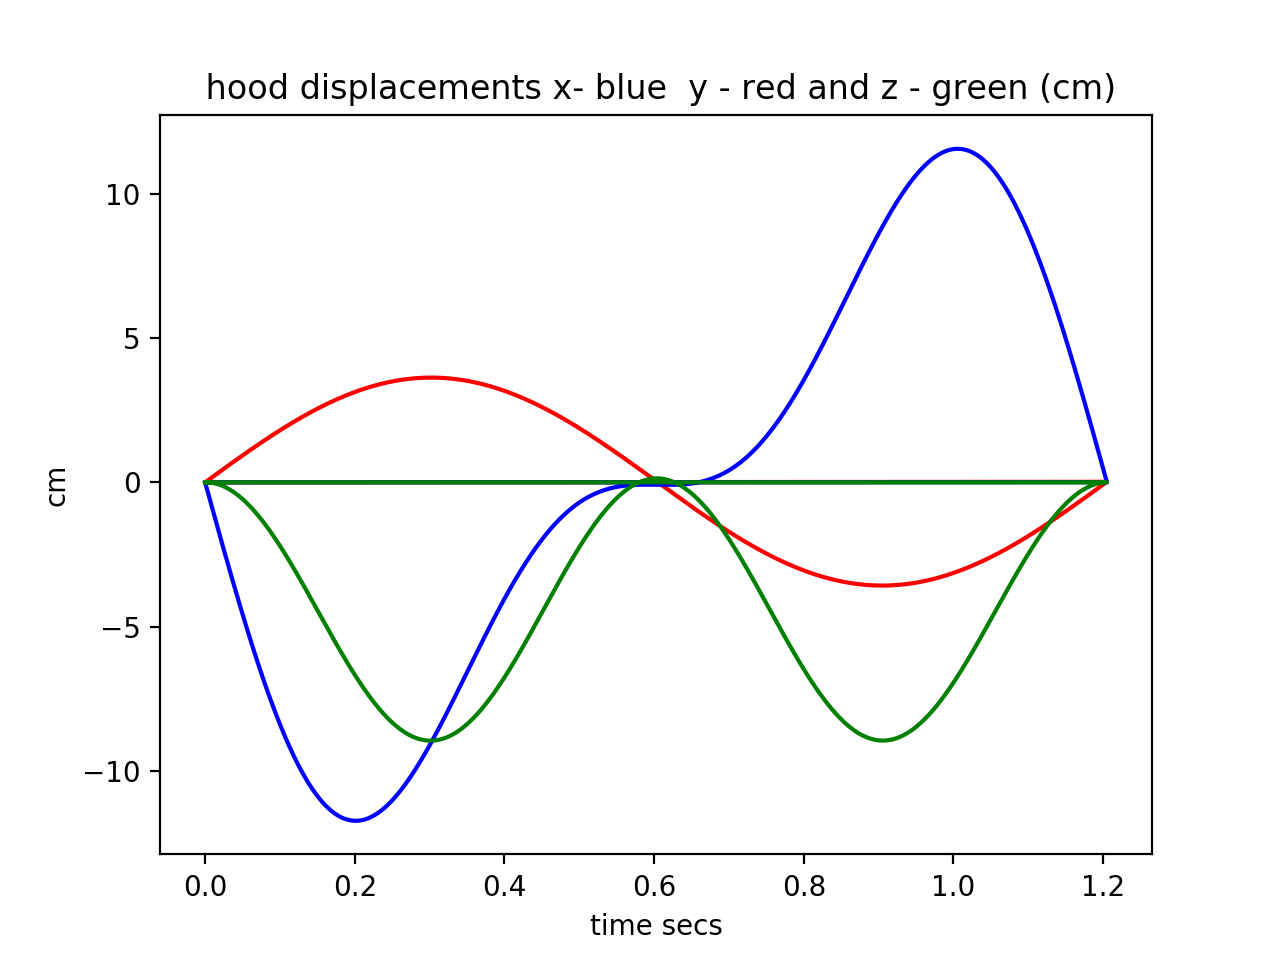 hood displacements x- blue  y - red and z - green (cm)
10
5
0
−5
−10
cm
0.0 0.2 0.4 0.6 0.8 1.0 1.2
time secs